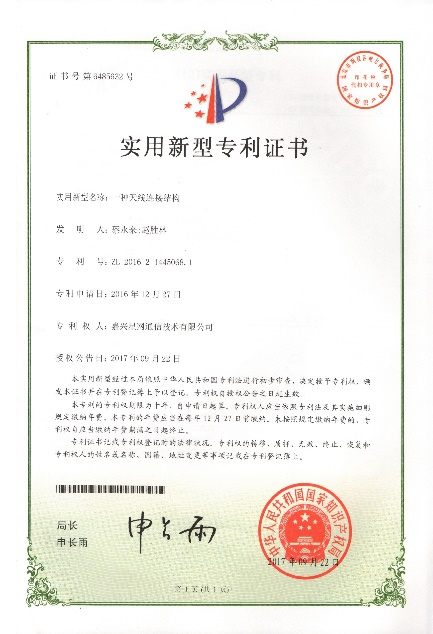 证书号第6485632号
实用新型专利证书
实用新型名称：一种天线连接结构
发 明 人：蔡永豪;赵胜林
专 利 号：ZL 2016 2 1445068.1
专利申请日：2016年12月27日
专 利 权 人：嘉兴星网通信技术有限公司
授权公告日：2017年09月22日
本实用新型经过本局依照中华人民共和国专利法进行初步审查，决定授予专利权，颁
发本证书并在专利登记簿上予以登记。专利权自授权公告之日起生效。
本专利的专利权期限为十年，自申请日起算。专利权人应当依照专利法及其实施细则
规定缴纳年费。本专利的年费应当在每年12月27日前缴纳。未按照规定缴纳年费的，专
利权自应当缴纳年费期满之日起终止。
专利证书记载专利权登记时的法律状况。专利权的转移、质押、无效、终止、恢复和
专利权人的姓名或名称、国籍、地址变更等事项记载在专利登记簿上。
局长
申长雨
申长雨
中华人民共和国国家知识产权局
2017年09月22日
第1页(共1页)